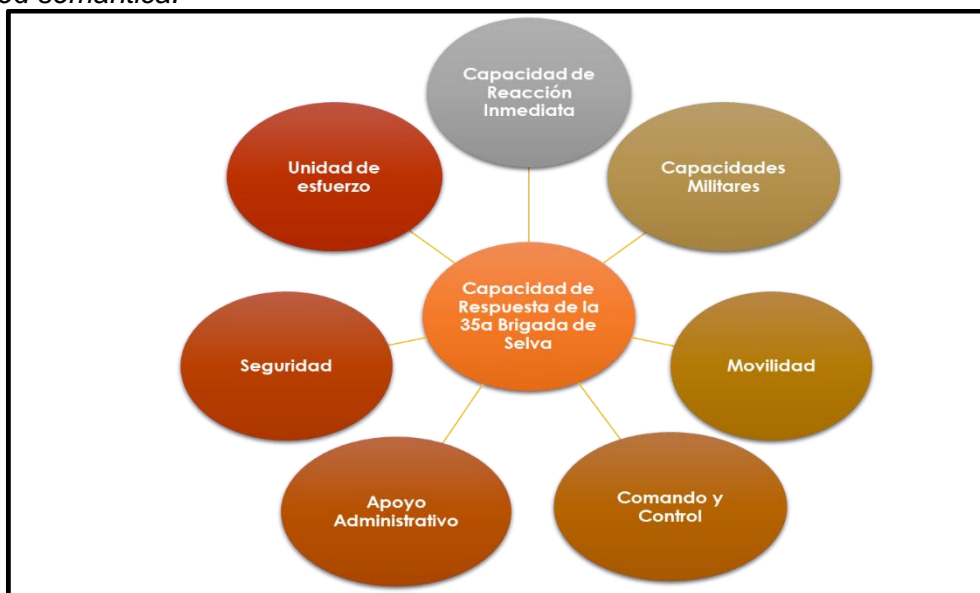 Capacidad de
Reacción
Inmediata
Unidad de
esfuerzo
Capacidades
Militares
Capacidad de
Respuesta de la
35a Brigada de
Selva
Seguridad
Movilidad
Apoyo
Administrativo
Comando y
Control